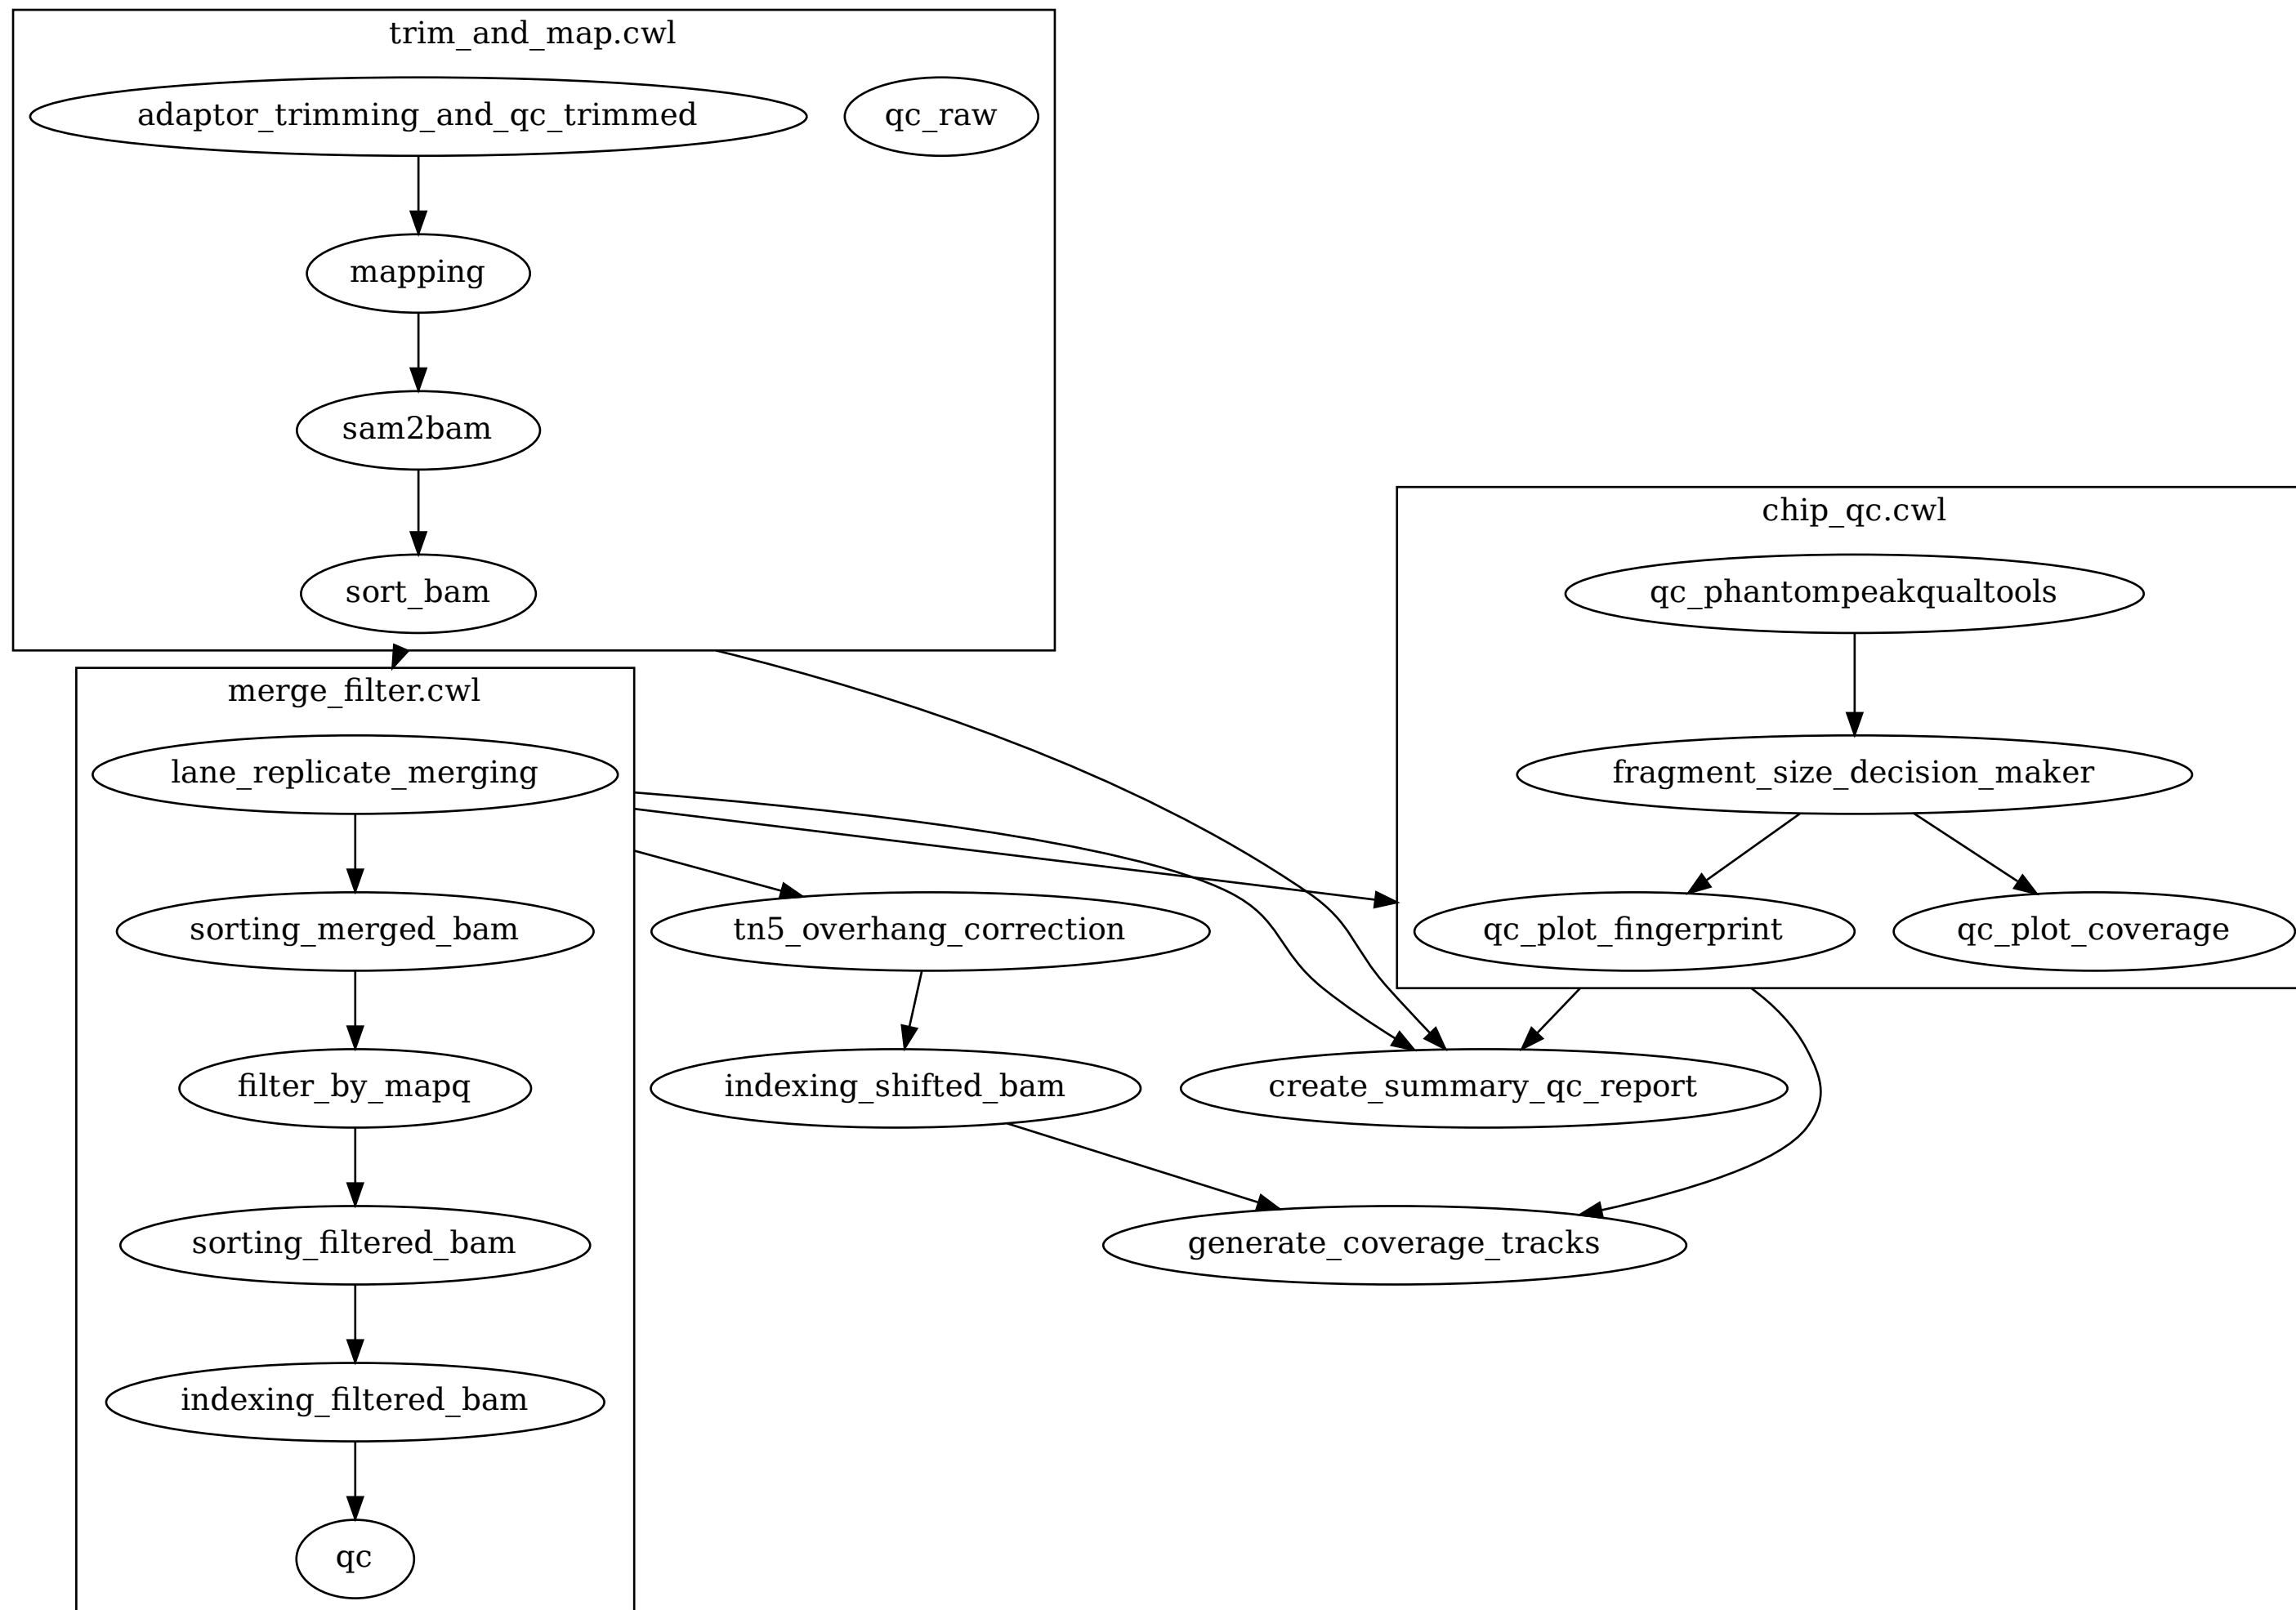 trim_and_map.cwl
adaptor_trimming_and_qc_trimmed
qc_raw
mapping
sam2bam
sort_bam
merge_filter.cwl
lane_replicate_merging
sorting_merged_bam
filter_by_mapq
sorting_filtered_bam
indexing_filtered_bam
qc
tn5_overhang_correction
indexing_shifted_bam
chip_qc.cwl
qc_phantompeakqualtools
fragment_size_decision_maker
qc_plot_fingerprint
qc_plot_coverage
create_summary_qc_report
generate_coverage_tracks